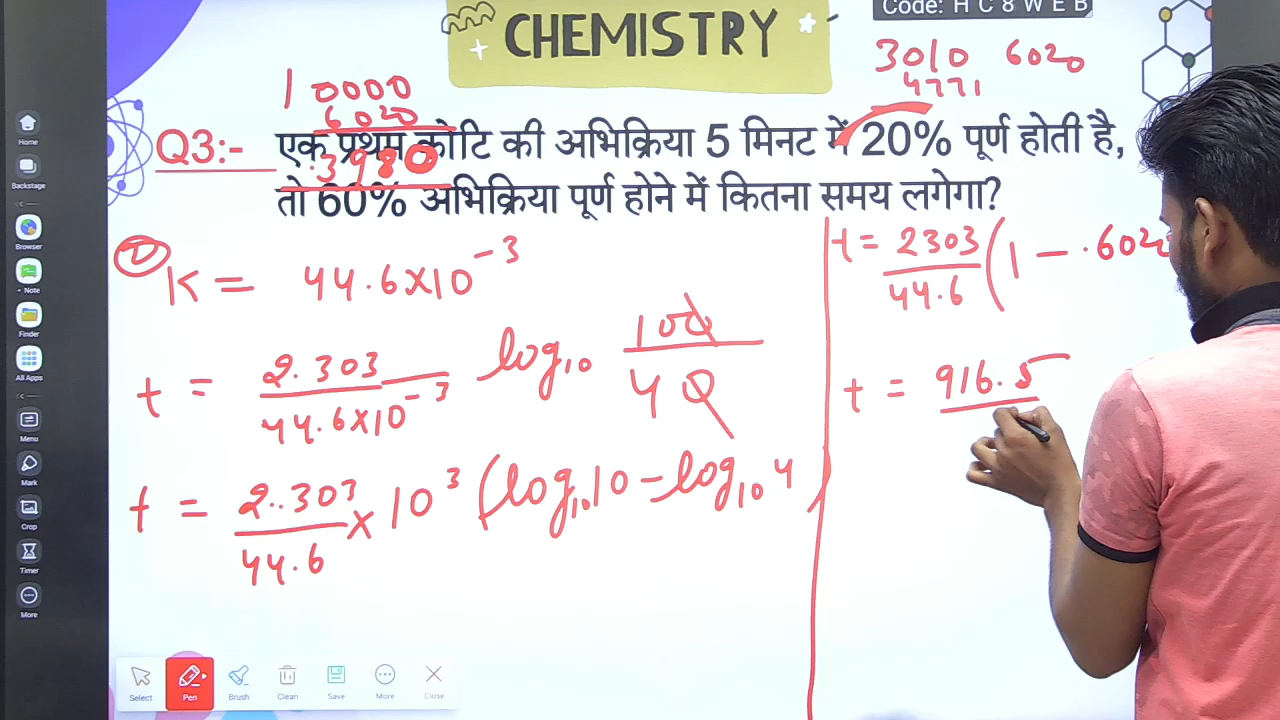 Code: H C 8 W E B
CHEMISTRY
3010 6020
4771
10000
6020
.3980
Q3:- एक प्रथम कोटि की अभिक्रिया 5 मिनट में 20% पूर्ण होती है,
तो 60% अभिक्रिया पूर्ण होने में कितना समय लगेगा?
① K = 44.6×10⁻³
t = 2.303 / 44.6×10⁻³ log₁₀ 100 / 40
t = 2.303 / 44.6 × 10³ (log₁₀10 - log₁₀4)
t = 2303 / 44.6 (1 - .602
t = 916.5
Home
Backstage
Browser
+ Note
Finder
All Apps
Menu
Mark
Crop
Timer
More
Select Pen Brush Clean Save More Close